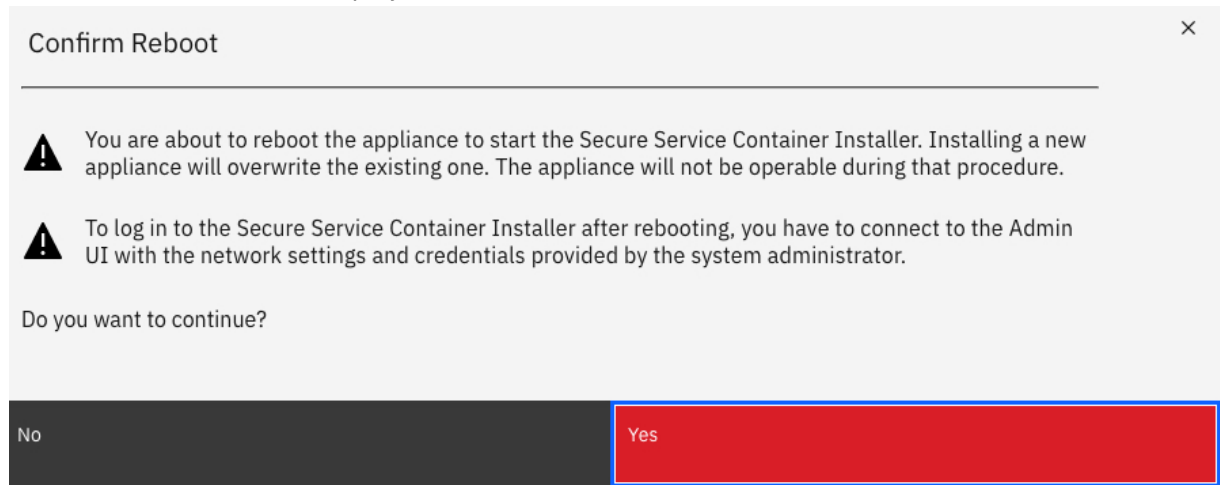 Confirm Reboot
You are about to reboot the appliance to start the Secure Service Container Installer. Installing a new
appliance will overwrite the existing one. The appliance will not be operable during that procedure.
To log in to the Secure Service Container Installer after rebooting, you have to connect to the Admin
UI with the network settings and credentials provided by the system administrator.
Do you want to continue?
No
Yes